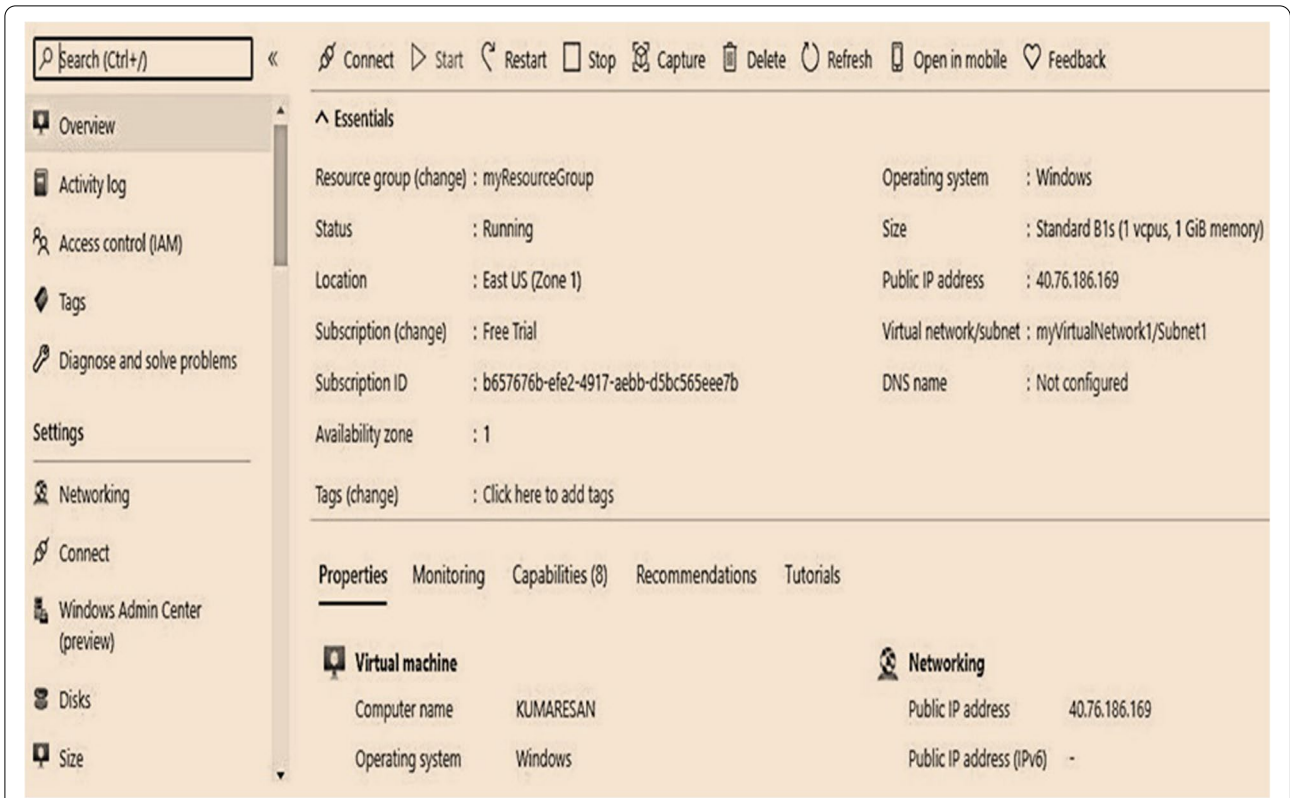 Search (Ctrl+/)
«
Connect Start Restart Stop Capture Delete Refresh Open in mobile Feedback
Overview
Activity log
Access control (IAM)
Tags
Diagnose and solve problems
Settings
Networking
Connect
Windows Admin Center
(preview)
Disks
Size
Essentials
Resource group (change) : myResourceGroup
Status : Running
Location : East US (Zone 1)
Subscription (change) : Free Trial
Subscription ID : b657676b-efe2-4917-aebb-d5bc565eee7b
Availability zone : 1
Tags (change) : Click here to add tags
Operating system : Windows
Size : Standard B1s (1 vcpus, 1 GiB memory)
Public IP address : 40.76.186.169
Virtual network/subnet : myVirtualNetwork1/Subnet1
DNS name : Not configured
Properties Monitoring Capabilities (8) Recommendations Tutorials
Virtual machine
Computer name KUMARESAN
Operating system Windows
Networking
Public IP address 40.76.186.169
Public IP address (IPv6) -